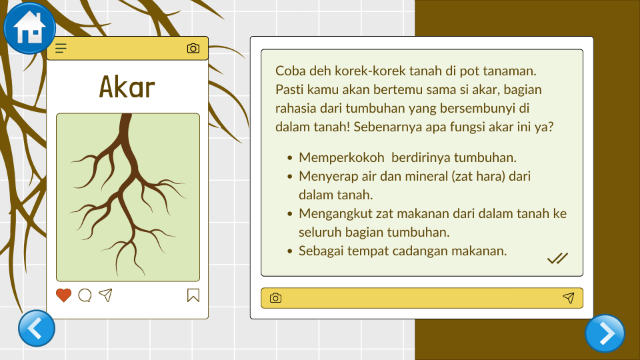 Akar
Coba deh korek-korek tanah di pot tanaman.
Pasti kamu akan bertemu sama si akar, bagian
rahasia dari tumbuhan yang bersembunyi di
dalam tanah! Sebenarnya apa fungsi akar ini ya?
• Memperkokoh berdirinya tumbuhan.
• Menyerap air dan mineral (zat hara) dari
dalam tanah.
• Mengangkut zat makanan dari dalam tanah ke
seluruh bagian tumbuhan.
• Sebagai tempat cadangan makanan.